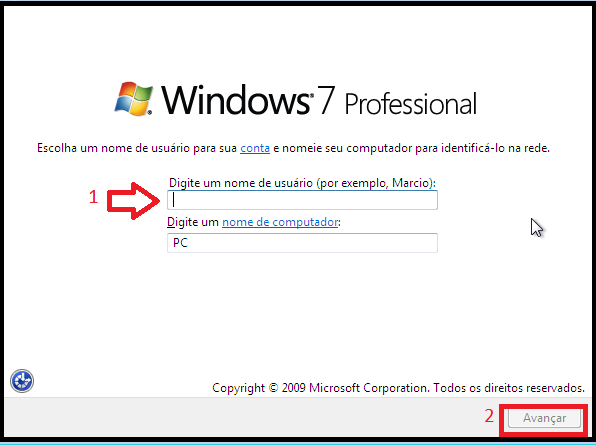 Windows 7 Professional
Escolha um nome de usuário para sua conta e nomeie seu computador para identificá-lo na rede.
Digite um nome de usuário (por exemplo, Marcio):
1
Digite um nome de computador:
PC
Copyright © 2009 Microsoft Corporation. Todos os direitos reservados.
2 Avançar